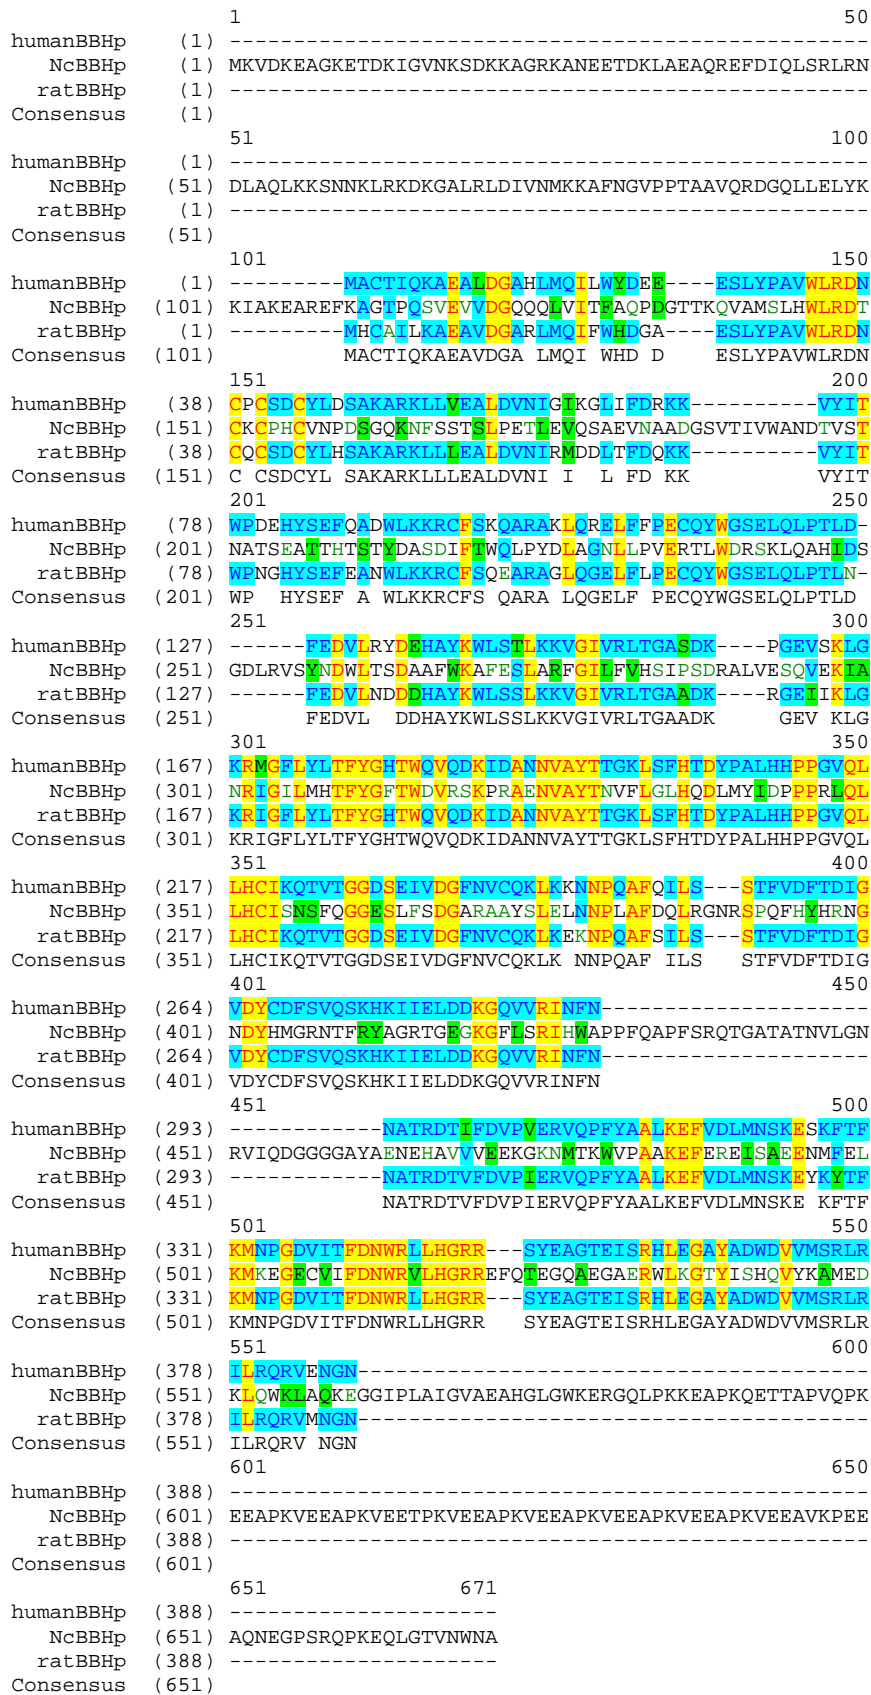 1 50
humanBBHp (1) --------------------------------------------------
NcBBHp (1) MKVDKEAGKETDKIGVNKSDKKAGRKANEETDKLAEAQREFDIQLSRLRN
ratBBHp (1) --------------------------------------------------
Consensus (1)
51 100
humanBBHp (1) --------------------------------------------------
NcBBHp (51) DLAQLKKSNNKLRKDKGALRLDIVNMKKAFNGVPPTAAVQRDGQLLELYK
ratBBHp (1) --------------------------------------------------
Consensus (51)
101 150
humanBBHp (1) ---------MACTIQKAEALDGAHLMQILWYDEE----ESLYPAVWLRDN
NcBBHp (101) KIAKEAREFKAGTPQSVEVVDGQQQLVITFAQPDGTTKQVAMSLHWLRDT
ratBBHp (1) ---------MHCAILKAEAVDGARLMQIFWHDGA----ESLYPAVWLRDN
Consensus (101) MACTIQKAEAVDGA LMQI WHD D ESLYPAVWLRDN
151 200
humanBBHp (38) CPCSDCYLDSAKARKLLVEALDVNIGIKGLIFDRKK----------VYIT
NcBBHp (151) CKCPHCVNPDSGQKNFSSTSLPETLEVQSAEVNAADGSVTIVWANDTVST
ratBBHp (38) CQCSDCYLHSAKARKLLLEALDVNIRMDDLTFDQKK----------VYIT
Consensus (151) C CSDCYL SAKARKLLLEALDVNI I L FD KK VYIT
201 250
humanBBHp (78) WPDEHYSEFQADWLKKRCFSKQARAKLQRELFFPECQYWGSELQLPTLD-
NcBBHp (201) NATSEATTHTSTYDASDIFTWQLPYDLAGNLLPVERTLWDRSKLQAHIDS
ratBBHp (78) WPNGHYSEFEANWLKKRCFSQEARAGLQGELFLPECQYWGSELQLPTLN-
Consensus (201) WP HYSEF A WLKKRCFS QARA LQGELF PECQYWGSELQLPTLD
251 300
humanBBHp (127) ------FEDVLRYDEHAYKWLSTLKKVGIVRLTGASDK----PGEVSKLG
NcBBHp (251) GDLRVSYNDWLTSDAAFWKAFESLARFGILFVHSIPSDRALVESQVEKIA
ratBBHp (127) ------FEDVLNDDDHAYKWLSSLKKVGIVRLTGAADK----RGEIIKLG
Consensus (251) FEDVL DDHAYKWLSSLKKVGIVRLTGAADK GEV KLG
301 350
humanBBHp (167) KRMGFLYLTFYGHTWQVQDKIDANNVAYTTGKLSFHTDYPALHHPPGVQL
NcBBHp (301) NRIGILMHTFYGFTWDVRSKPRAENVAYTNVFLGLHQDLMYIDPPPRLQL
ratBBHp (167) KRIGFLYLTFYGHTWQVQDKIDANNVAYTTGKLSFHTDYPALHHPPGVQL
Consensus (301) KRIGFLYLTFYGHTWQVQDKIDANNVAYTTGKLSFHTDYPALHHPPGVQL
351 400
humanBBHp (217) LHCIKQTVTGGDSEIVDGFNVCQKLKKNNPQAFQILS---STFVDFTDIG
NcBBHp (351) LHCISNSFQGGESLFSDGARAAYSLELNNPLAFDQLRGNRSPQFHYHRNG
ratBBHp (217) LHCIKQTVTGGDSEIVDGFNVCQKLKEKNPQAFSILS---STFVDFTDIG
Consensus (351) LHCIKQTVTGGDSEIVDGFNVCQKLK NNPQAF ILS STFVDFTDIG
401 450
humanBBHp (264) VDYCDFSVQSKHKIIELDDKGQVVRINFN---------------------
NcBBHp (401) NDYHMGRNTFRYAGRTGEGKGFLSRIHWAPPFQAPFSRQTGATATNVLGN
ratBBHp (264) VDYCDFSVQSKHKIIELDDKGQVVRINFN---------------------
Consensus (401) VDYCDFSVQSKHKIIELDDKGQVVRINFN
451 500
humanBBHp (293) ------------NATRDTIFDVPVERVQPFYAALKEFVDLMNSKESKFTF
NcBBHp (451) RVIQDGGGGAYAENEHAVVVEEKGKNMTKWVPAAKEFEREISAEENMFEL
ratBBHp (293) ------------NATRDTVFDVPIERVQPFYAALKEFVDLMNSKEYKYTF
Consensus (451) NATRDTVFDVPIERVQPFYAALKEFVDLMNSKE KFTF
501 550
humanBBHp (331) KMNPGDVITFDNWRLLHGRR---SYEAGTEISRHLEGAYADWDVVMSRLR
NcBBHp (501) KMKEGECVIFDNWRVLHGRREFQTEGQAEGAERWLKGTYISHQVYKAMED
ratBBHp (331) KMNPGDVITFDNWRLLHGRR---SYEAGTEISRHLEGAYADWDVVMSRLR
Consensus (501) KMNPGDVITFDNWRLLHGRR SYEAGTEISRHLEGAYADWDVVMSRLR
551 600
humanBBHp (378) ILRQRVENGN----------------------------------------
NcBBHp (551) KLQWKLAQKEGGIPLAIGVAEAHGLGWKERGQLPKKEAPKQETTAPVQPK
ratBBHp (378) ILRQRVMNGN----------------------------------------
Consensus (551) ILRQRV NGN
601 650
humanBBHp (388) --------------------------------------------------
NcBBHp (601) EEAPKVEEAPKVEETPKVEEAPKVEEAPKVEEAPKVEEAPKVEEAVKPEE
ratBBHp (388) --------------------------------------------------
Consensus (601)
651 671
humanBBHp (388) ---------------------
NcBBHp (651) AQNEGPSRQPKEQLGTVNWNA
ratBBHp (388) ---------------------
Consensus (651)